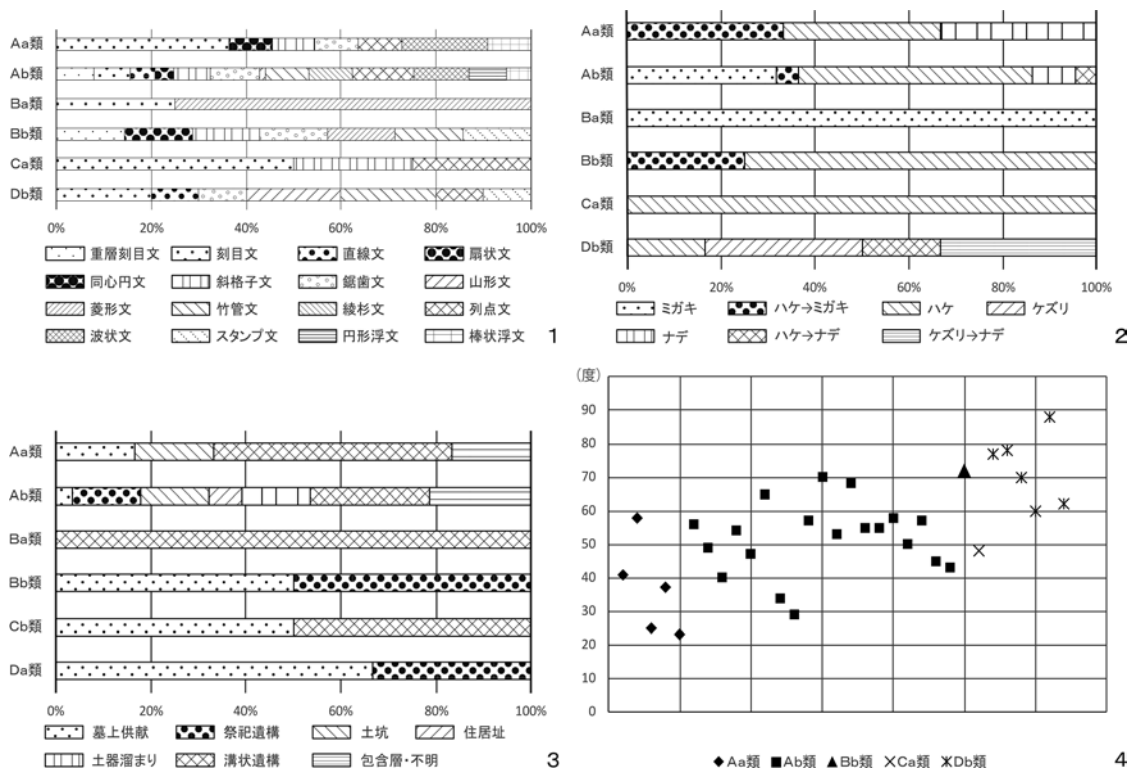 Aa類
Ab類
Ba類
Bb類
Ca類
Db類
0% 20% 40% 60% 80% 100%
重層刻目文 刻目文 直線文 扇状文
同心円文 斜格子文 鋸歯文 山形文
菱形文 竹管文 綾杉文 列点文
波状文 スタンプ文 円形浮文 棒状浮文
1
Aa類
Ab類
Ba類
Bb類
Ca類
Db類
0% 20% 40% 60% 80% 100%
ミガキ ハケ→ミガキ ハケ ケズリ
ナデ ハケ→ナデ ケズリ→ナデ
2
Aa類
Ab類
Ba類
Bb類
Cb類
Da類
0% 20% 40% 60% 80% 100%
墓上供献 祭祀遺構 土坑 住居址
土器溜まり 溝状遺構 包含層・不明
3
(度)
90
80
70
60
50
40
30
20
10
0
◆Aa類 ■Ab類 ▲Bb類 ×Ca類 Db類
4